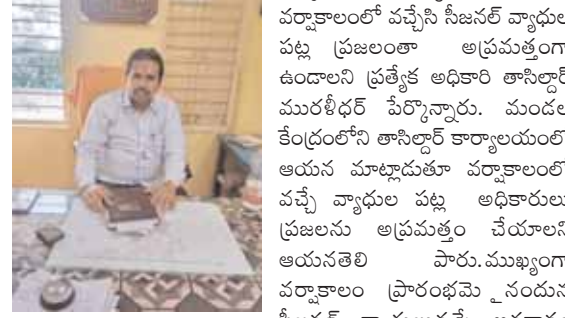 వర్షాకాలంలో వచ్చేసి సీజనల్ వ్యాధుల
పట్ల ప్రజలంతా అప్రమత్తంగా
ఉండాలని ప్రత్యేక అధికారి తాసిల్దార్
మురళీధర్ పేర్కొన్నారు. మండల
కేంద్రంలోని తాసిల్దార్ కార్యాలయంలో
ఆయన మాట్లాడుతూ వర్షాకాలంలో
వచ్చే వ్యాధుల పట్ల అధికారులు
ప్రజలను అప్రమత్తం చేయాలని
ఆయనతెలి పారు.ముఖ్యంగా
వర్షాకాలం ప్రారంభమై నందున